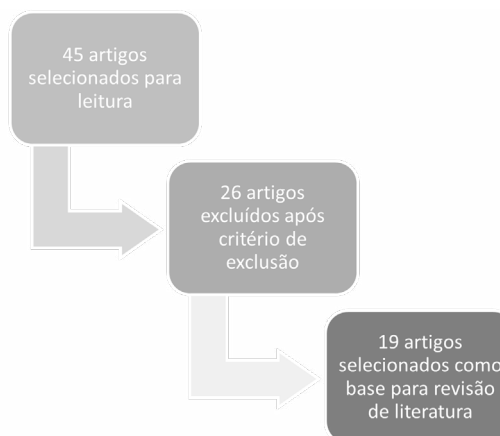 45 artigos
selecionados para
leitura
26 artigos
excluídos após
critério de
exclusão
19 artigos
selecionados como
base para revisão
de literatura